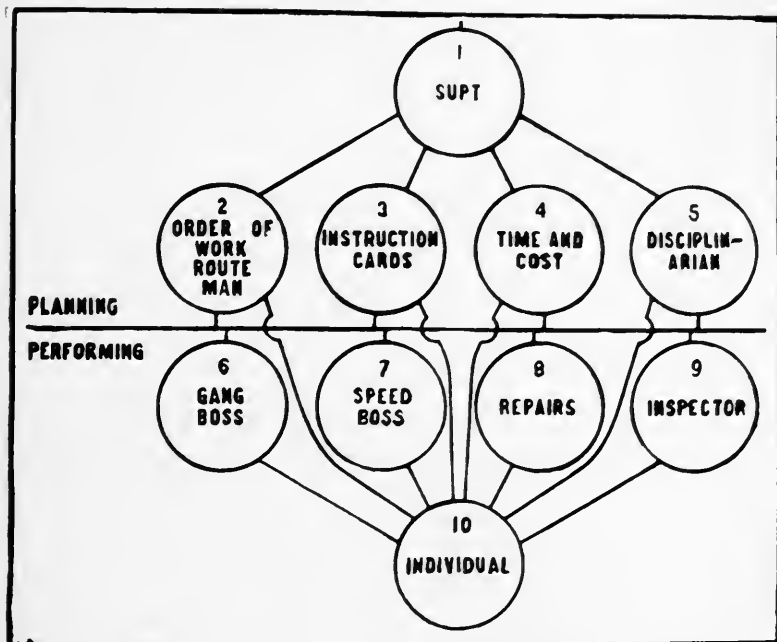 1
SUPT
2
ORDER OF
WORK
ROUTE
MAN
3
INSTRUCTION
CARDS
4
TIME AND
COST
5
DISCIPLIN-
ARIAN
PLANNING
PERFORMING
6
GANG
BOSS
7
SPEED
BOSS
8
REPAIRS
9
INSPECTOR
10
INDIVIDUAL